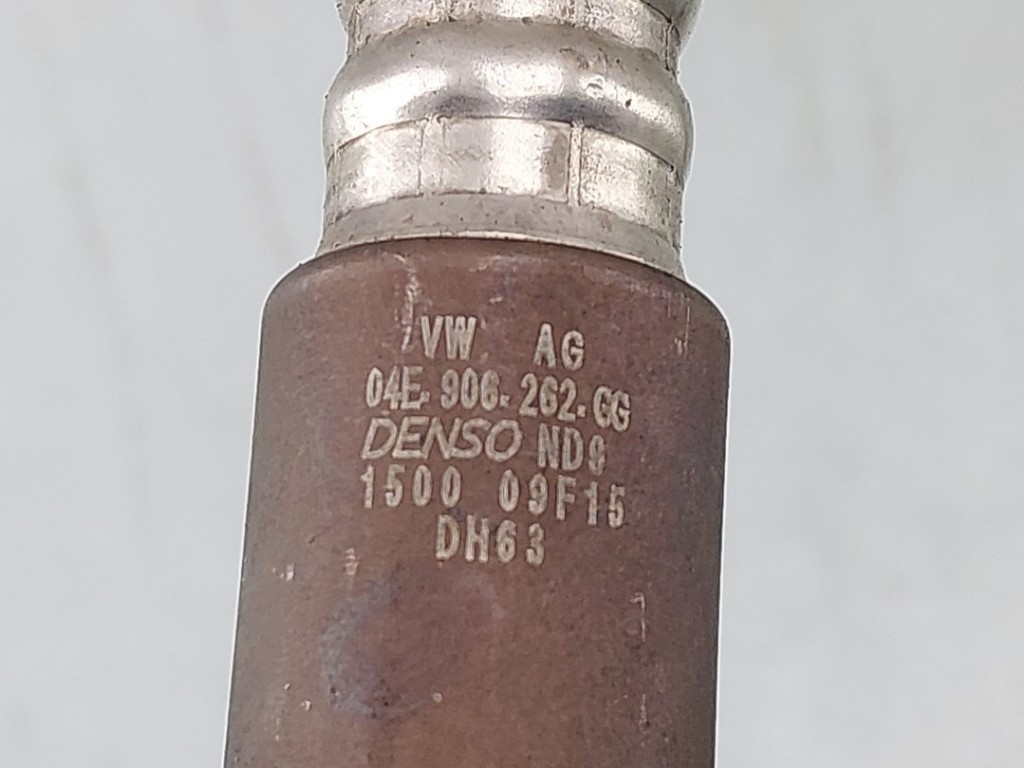 VW AG
04E.906.262.GG
DENSO ND9
1500 09F15
DH63